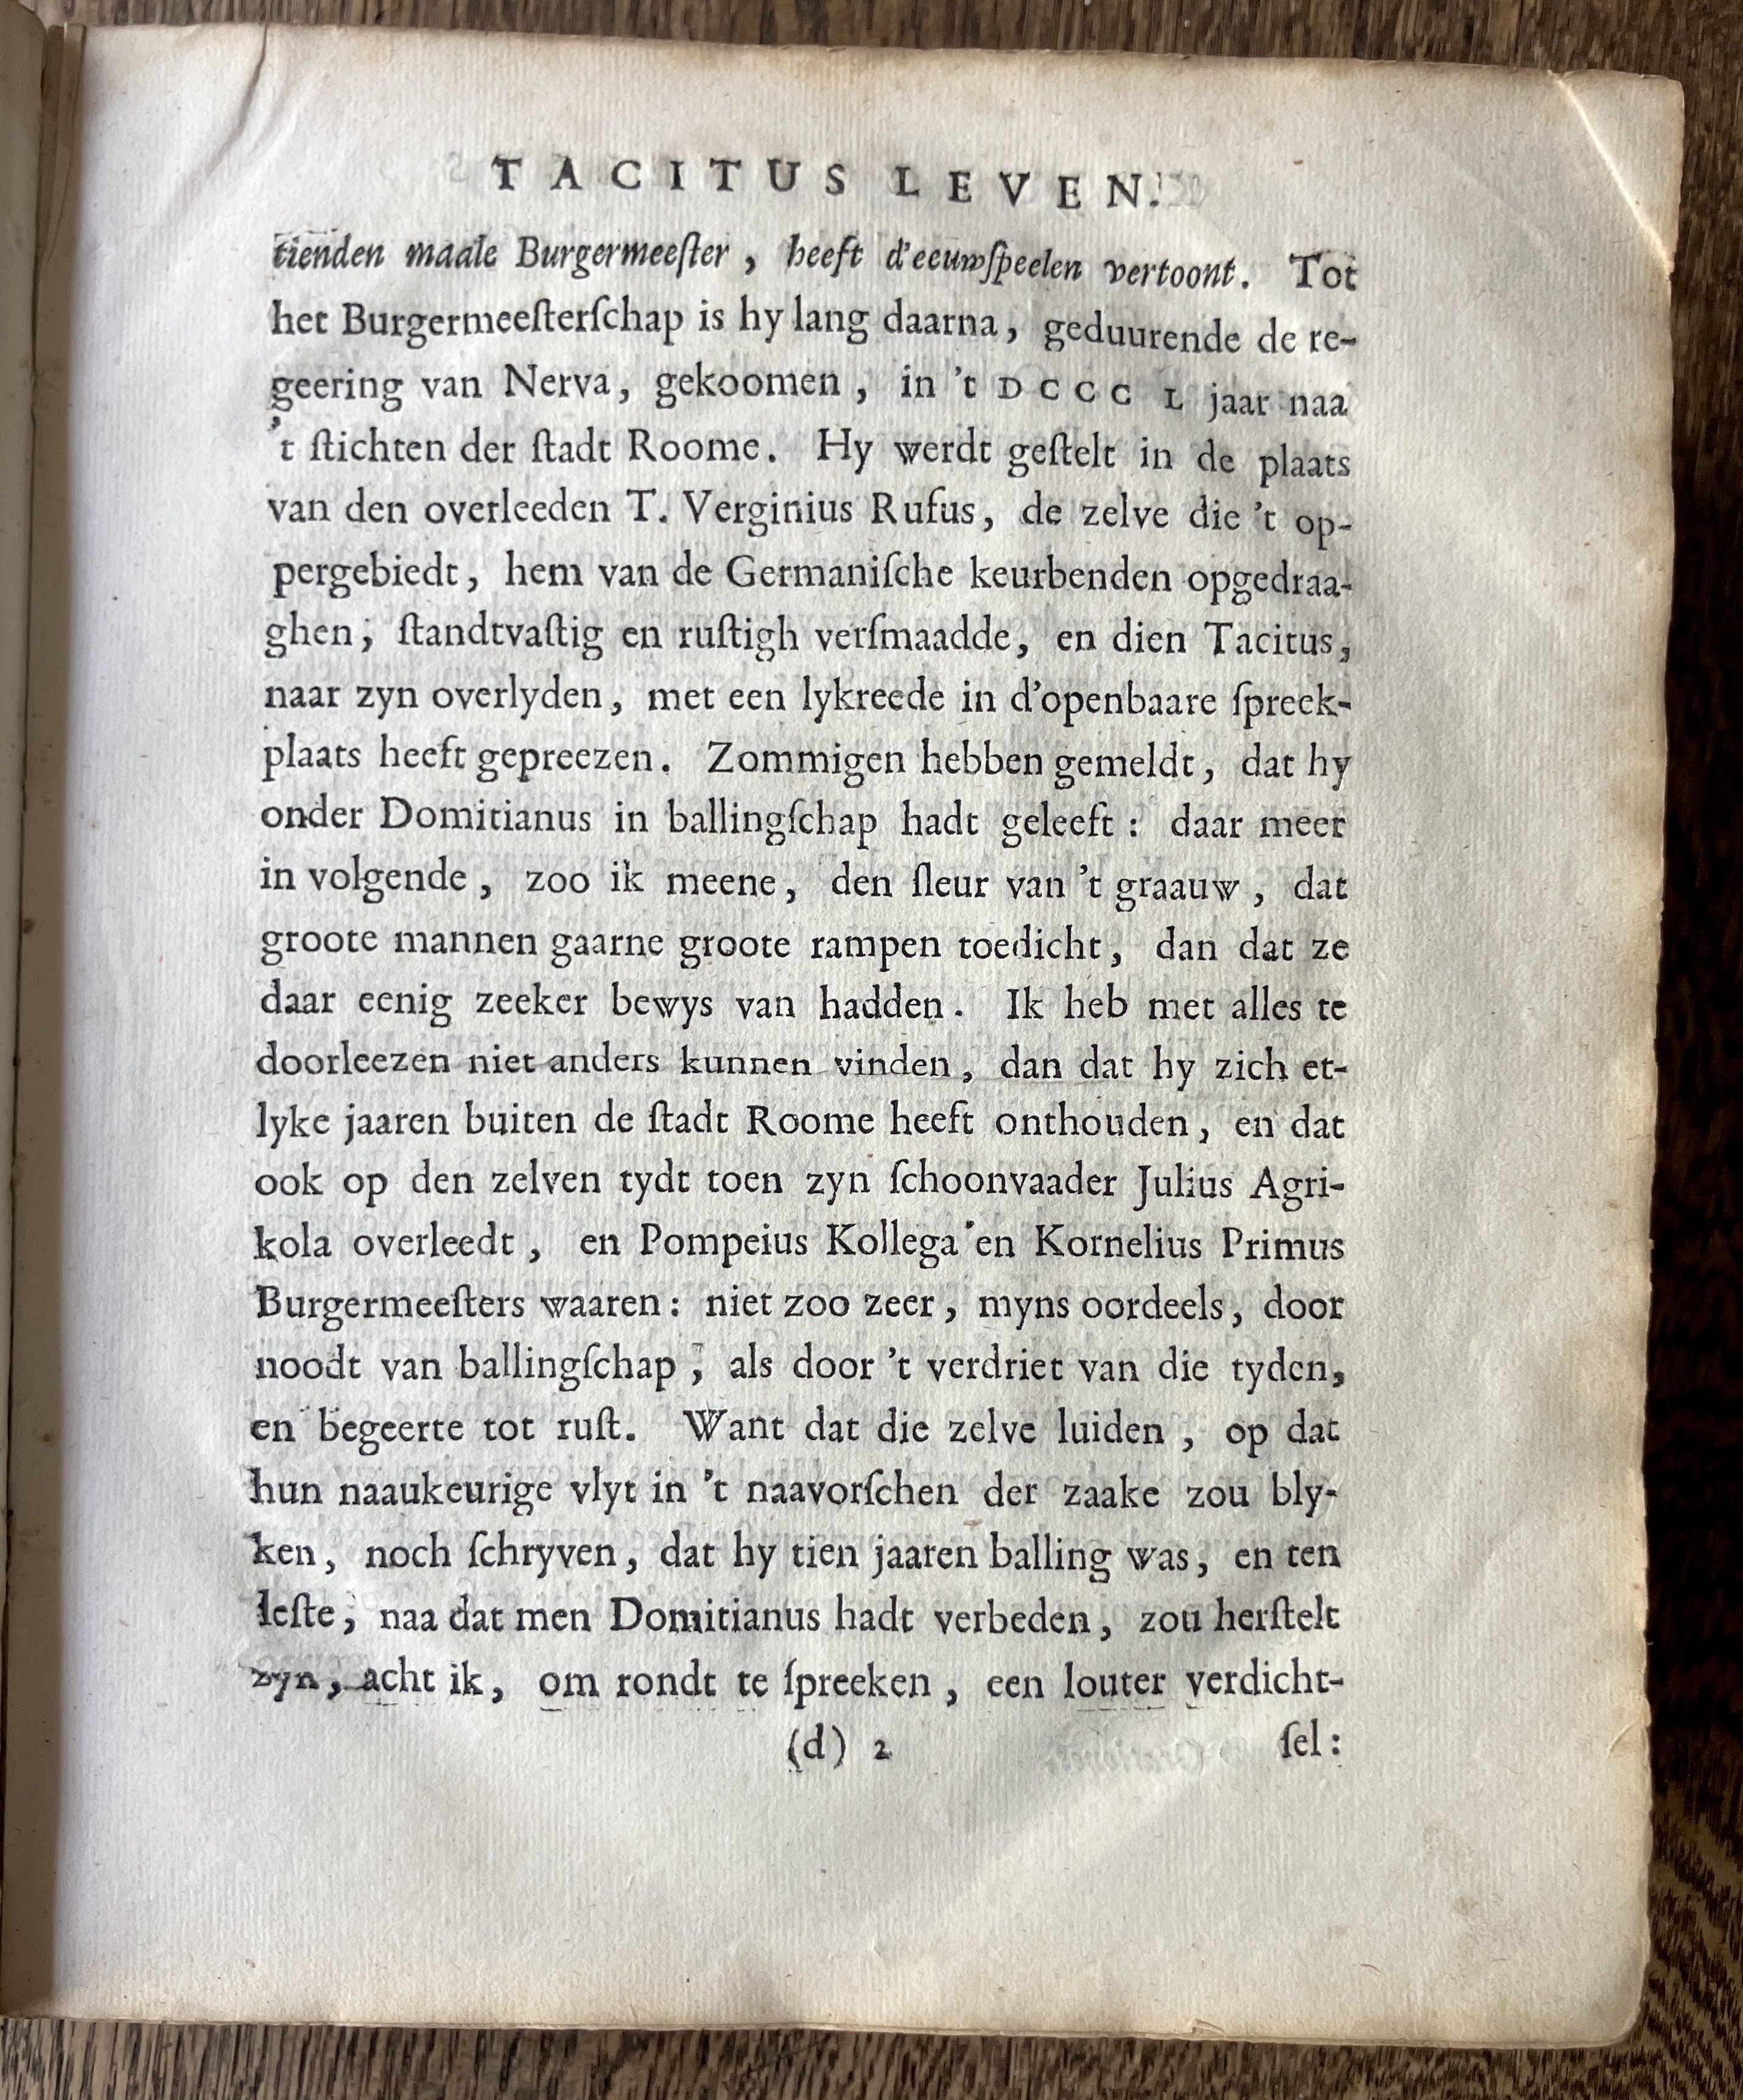 TACITUS LEVEN.
tienden maale Burgermeeſter, heeft d'eeuwſpeelen vertoont. Tot
het Burgermeeſterſchap is hy lang daarna, geduurende de re-
geering van Nerva, gekoomen, in 't DCCC L jaar naa
't ſtichten der ſtadt Roome. Hy werdt geſtelt in de plaats
van den overleeden T. Verginius Rufus, de zelve die 't op-
pergebiedt, hem van de Germaniſche keurbenden opgedraa-
ghen, ſtandtvaſtig en ruſtigh verſmaadde, en dien Tacitus,
naar zyn overlyden, met een lykreede in d'openbaare ſpreek-
plaats heeft gepreezen. Zommigen hebben gemeldt, dat hy
onder Domitianus in ballingſchap hadt geleeft: daar meer
in volgende, zoo ik meene, den ſleur van 't graauw, dat
groote mannen gaarne groote rampen toedicht, dan dat ze
daar eenig zeeker bewys van hadden. Ik heb met alles te
doorleezen niet anders kunnen vinden, dan dat hy zich et-
lyke jaaren buiten de ſtadt Roome heeft onthouden, en dat
ook op den zelven tydt toen zyn ſchoonvaader Julius Agri-
kola overleedt, en Pompeius Kollega en Kornelius Primus
Burgermeeſters waaren: niet zoo zeer, myns oordeels, door
noodt van ballingſchap, als door 't verdriet van die tyden,
en begeerte tot ruſt. Want dat die zelve luiden, op dat
hun naaukeurige vlyt in 't naavorſchen der zaake zou bly-
ken, noch ſchryven, dat hy tien jaaren balling was, en ten
leſte, naa dat men Domitianus hadt verbeden, zou herſtelt
zyn, acht ik, om rondt te ſpreeken, een louter verdicht-
(d) 2 ſel: